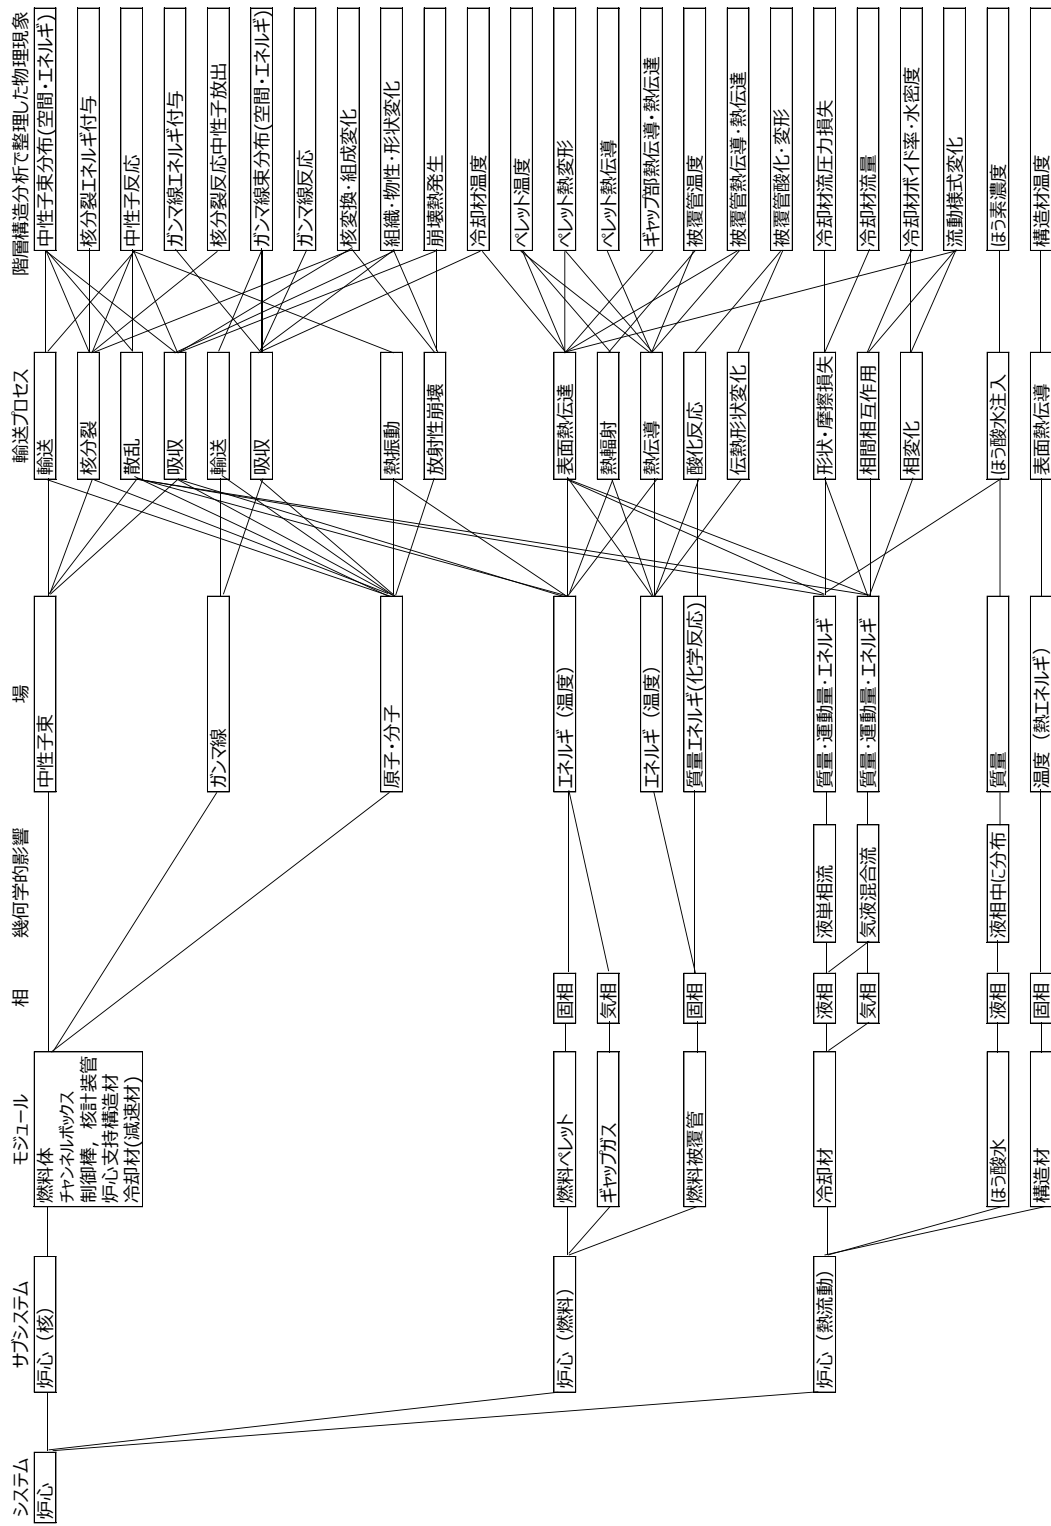 システム
炉心
サブシステム
炉心（核）
炉心（燃料）
炉心（熱流動）
モジュール
燃料体
チャンネルボックス
制御棒，核計装管
炉心支持構造材
冷却材(減速材)
燃料ペレット
ギャップガス
燃料被覆管
冷却材
ほう酸水
構造材
相
固相
気相
固相
液相
気相
液相
固相
幾何学的影響
液単相流
気液混合流
液相中に分布
場
中性子束
ガンマ線
原子・分子
エネルギ（温度）
エネルギ（温度）
質量エネルギ(化学反応)
質量・運動量・エネルギ
質量・運動量・エネルギ
質量
温度（熱エネルギ）
輸送プロセス
輸送
核分裂
散乱
吸収
輸送
吸収
熱振動
放射性崩壊
表面熱伝達
熱輻射
熱伝導
酸化反応
伝熱形状変化
形状・摩擦損失
相間相互作用
相変化
ほう酸水注入
表面熱伝導
階層構造分析で整理した物理現象
中性子束分布(空間・エネルギ)
核分裂エネルギ付与
中性子反応
ガンマ線エネルギ付与
核分裂反応中性子放出
ガンマ線束分布(空間・エネルギ)
ガンマ線反応
核変換・組成変化
組織・物性・形状変化
崩壊熱発生
冷却材温度
ペレット温度
ペレット熱変形
ペレット熱伝導
ギャップ部熱伝導・熱伝達
被覆管温度
被覆管熱伝導・熱伝達
被覆管酸化・変形
冷却材流圧力損失
冷却材流量
冷却材ボイド率・水密度
流動様式変化
ほう素濃度
構造材温度